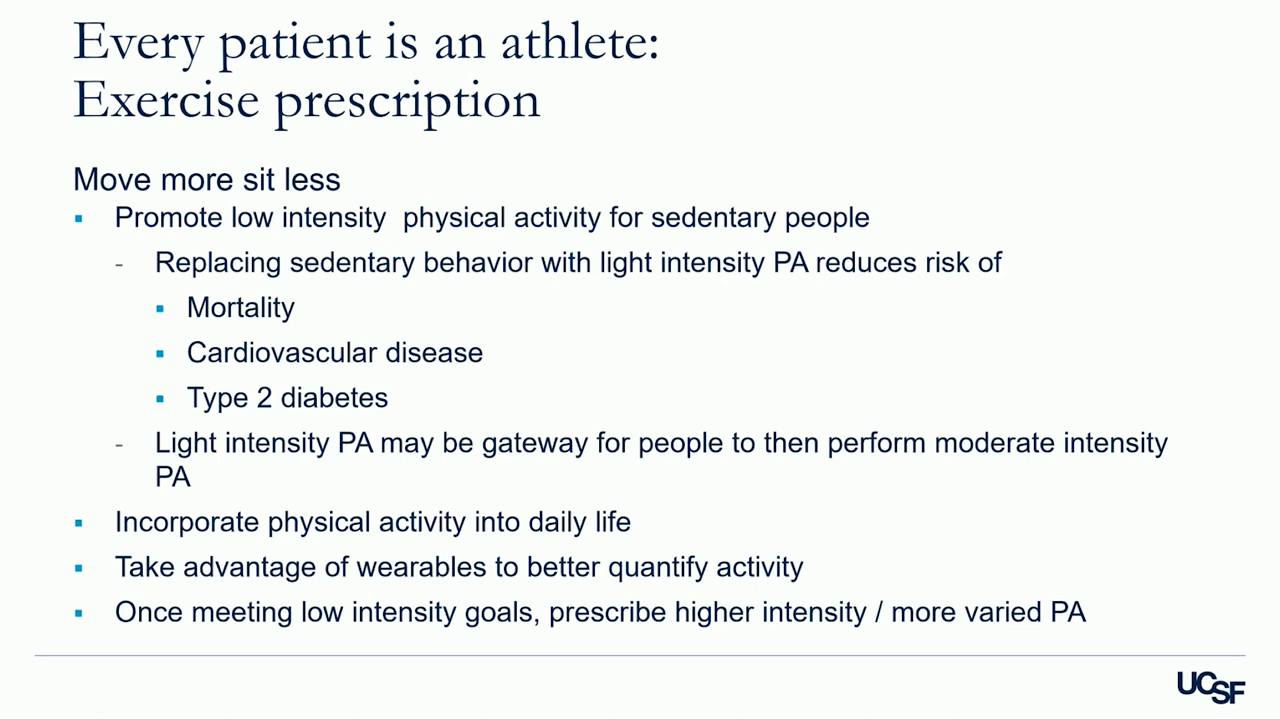 Every patient is an athlete:
Exercise prescription
Move more sit less
▪ Promote low intensity  physical activity for sedentary people
- Replacing sedentary behavior with light intensity PA reduces risk of
▪ Mortality
▪ Cardiovascular disease
▪ Type 2 diabetes
- Light intensity PA may be gateway for people to then perform moderate intensity
PA
▪ Incorporate physical activity into daily life
▪ Take advantage of wearables to better quantify activity
▪ Once meeting low intensity goals, prescribe higher intensity / more varied PA
UCSF